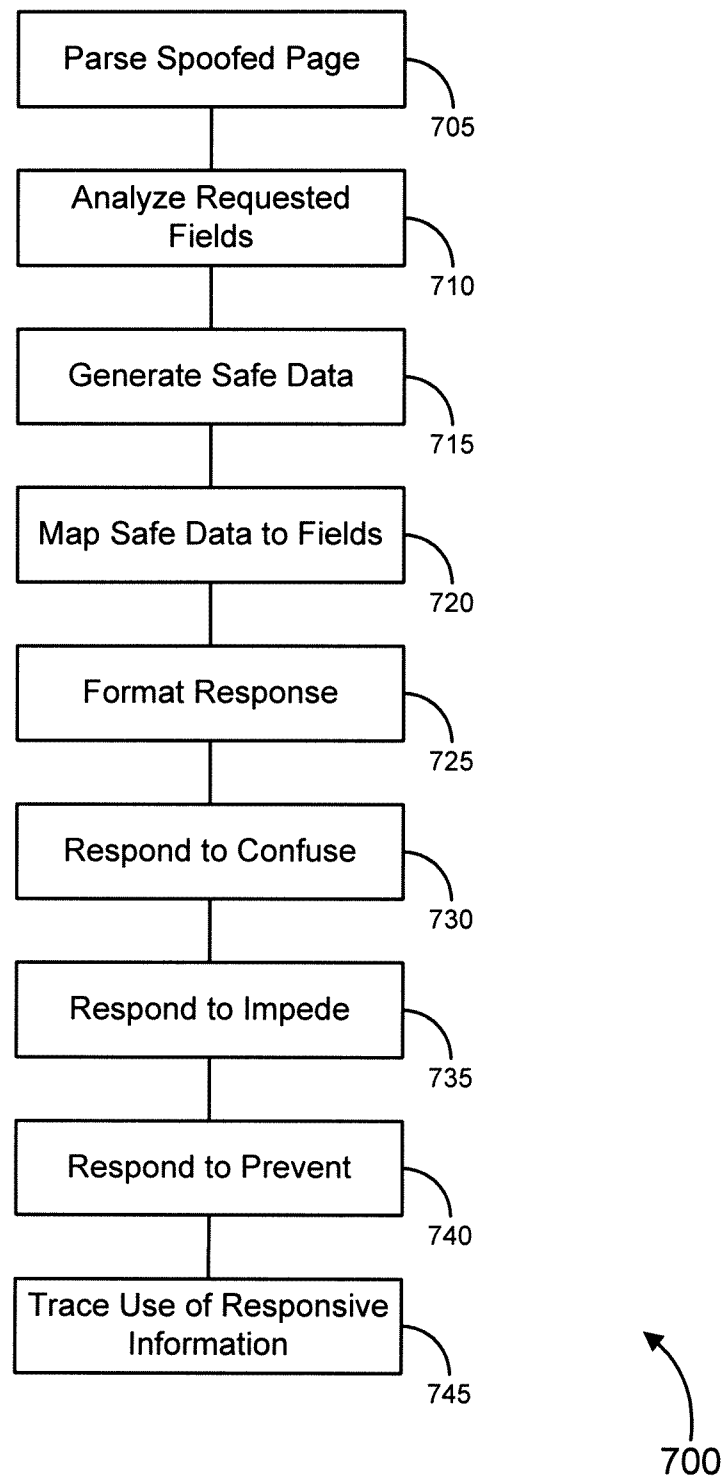 Parse Spoofed Page
705
Analyze Requested
Fields
710
Generate Safe Data
715
Map Safe Data to Fields
720
Format Response
725
Respond to Confuse
730
Respond to Impede
735
Respond to Prevent
740
Trace Use of Responsive
Information
745
700